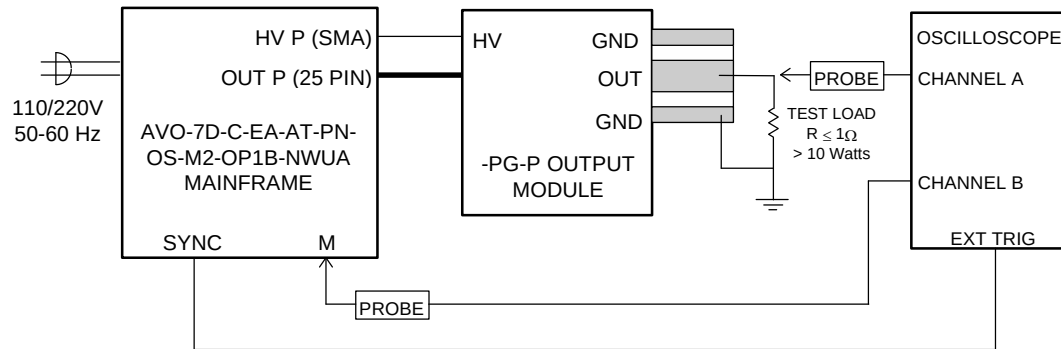 HV P (SMA)
OUT P (25 PIN)
110/220V
50-60 Hz
AVO-7D-C-EA-AT-PN-
OS-M2-OP1B-NWUA
MAINFRAME
SYNC
M
HV
GND
OUT
GND
-PG-P OUTPUT
MODULE
PROBE
TEST LOAD
R ≤ 1Ω
> 10 Watts
OSCILLOSCOPE
CHANNEL A
CHANNEL B
EXT TRIG
PROBE